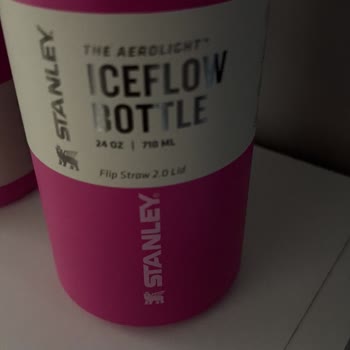 STANLEY
THE AEROLIGHT™
ICEFLOW
BOTTLE
24 OZ | 710 ML
Flip Straw 2.0 Lid
STANLEY®